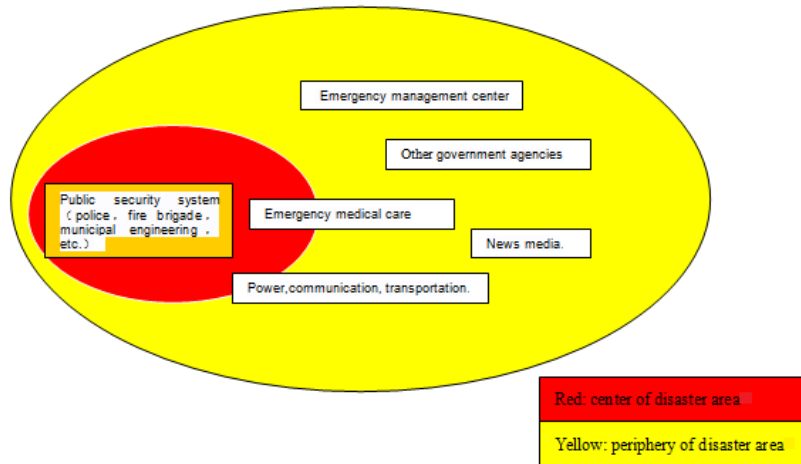 Emergency management center
Other government agencies
Public security system
（police，fire brigade，
municipal engineering，
etc.）
Emergency medical care
News media.
Power,communication, transportation.
Red: center of disaster area
Yellow: periphery of disaster area